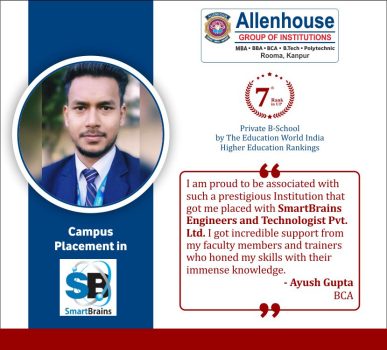 Allenhouse
GROUP OF INSTITUTIONS
MBA • BBA • BCA • B.Tech • Polytechnic
Rooma, Kanpur
7th Rank
in UP
Private B-School
by The Education World India
Higher Education Rankings
Campus
Placement in
SB
SmartBrains
“
I am proud to be associated with
such a prestigious Institution that
got me placed with SmartBrains
Engineers and Technologist Pvt.
Ltd. I got incredible support from
my faculty members and trainers
who honed my skills with their
immense knowledge.
- Ayush Gupta
BCA
”